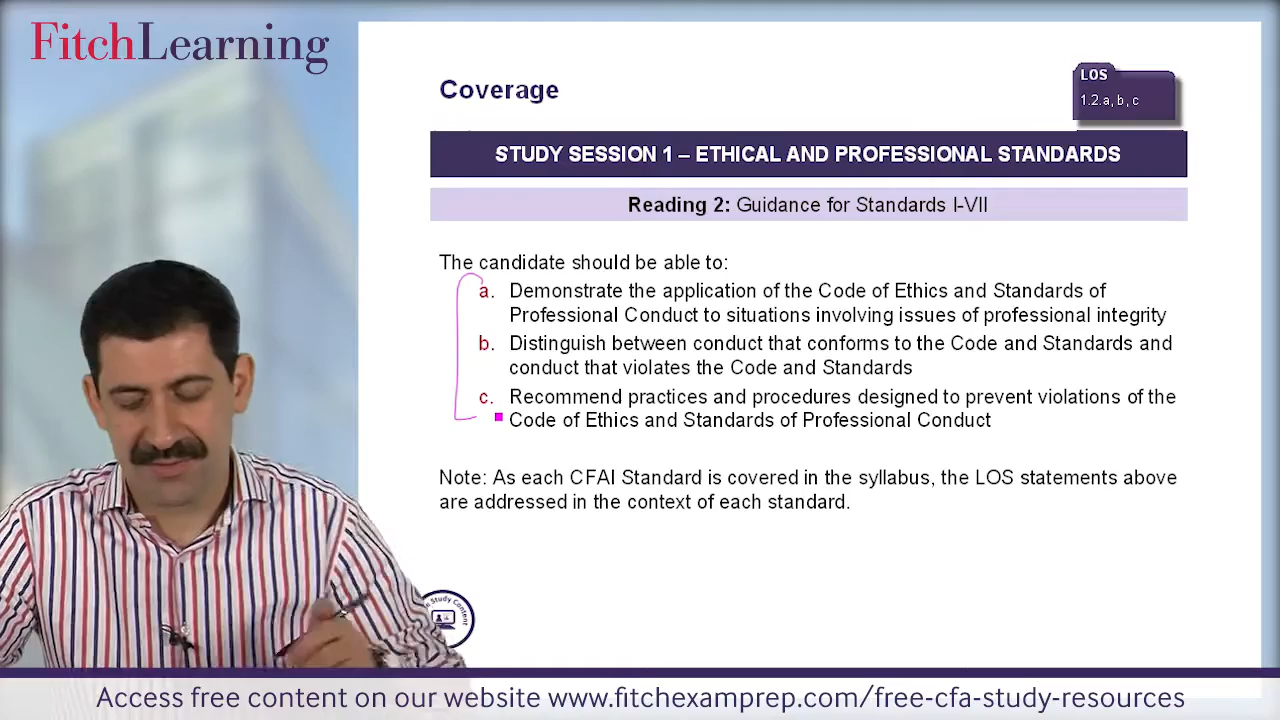 FitchLearning
Coverage
LOS
1.2.a, b, c
STUDY SESSION 1 – ETHICAL AND PROFESSIONAL STANDARDS
Reading 2: Guidance for Standards I-VII
The candidate should be able to:
a. Demonstrate the application of the Code of Ethics and Standards of
Professional Conduct to situations involving issues of professional integrity
b. Distinguish between conduct that conforms to the Code and Standards and
conduct that violates the Code and Standards
c. Recommend practices and procedures designed to prevent violations of the
Code of Ethics and Standards of Professional Conduct
Note: As each CFAI Standard is covered in the syllabus, the LOS statements above
are addressed in the context of each standard.
Study Content
Access free content on our website www.fitchexamprep.com/free-cfa-study-resources